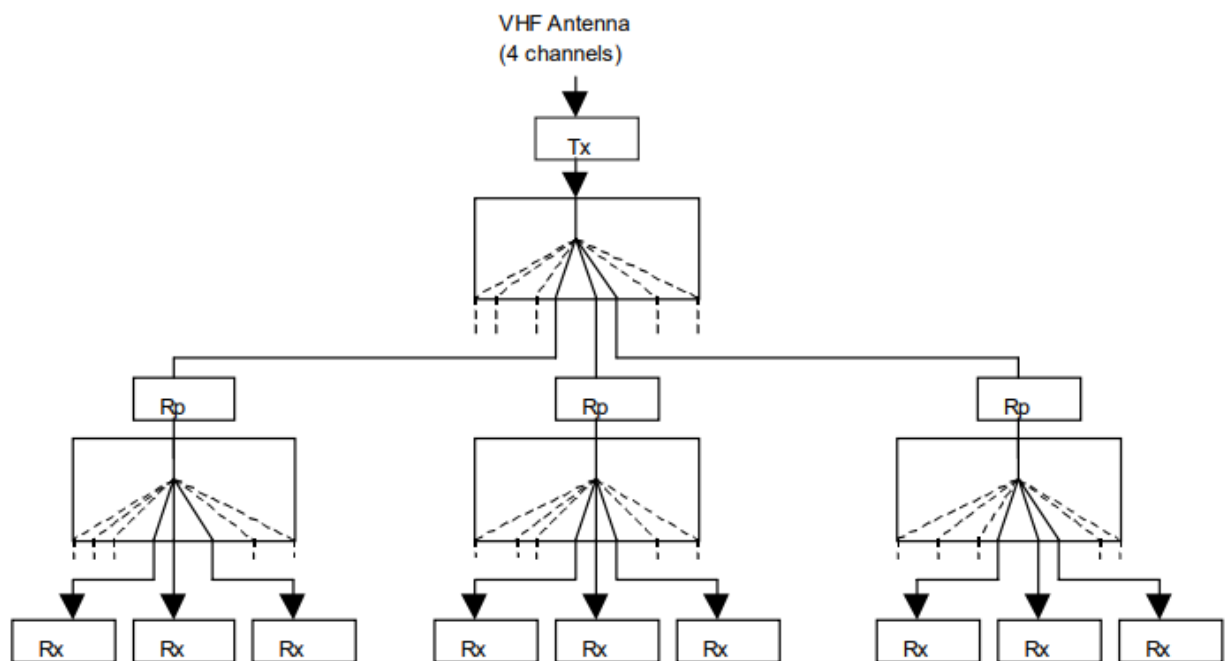 VHF Antenna
(4 channels)
Tx
Rp Rp Rp
Rx Rx Rx Rx Rx Rx Rx Rx Rx